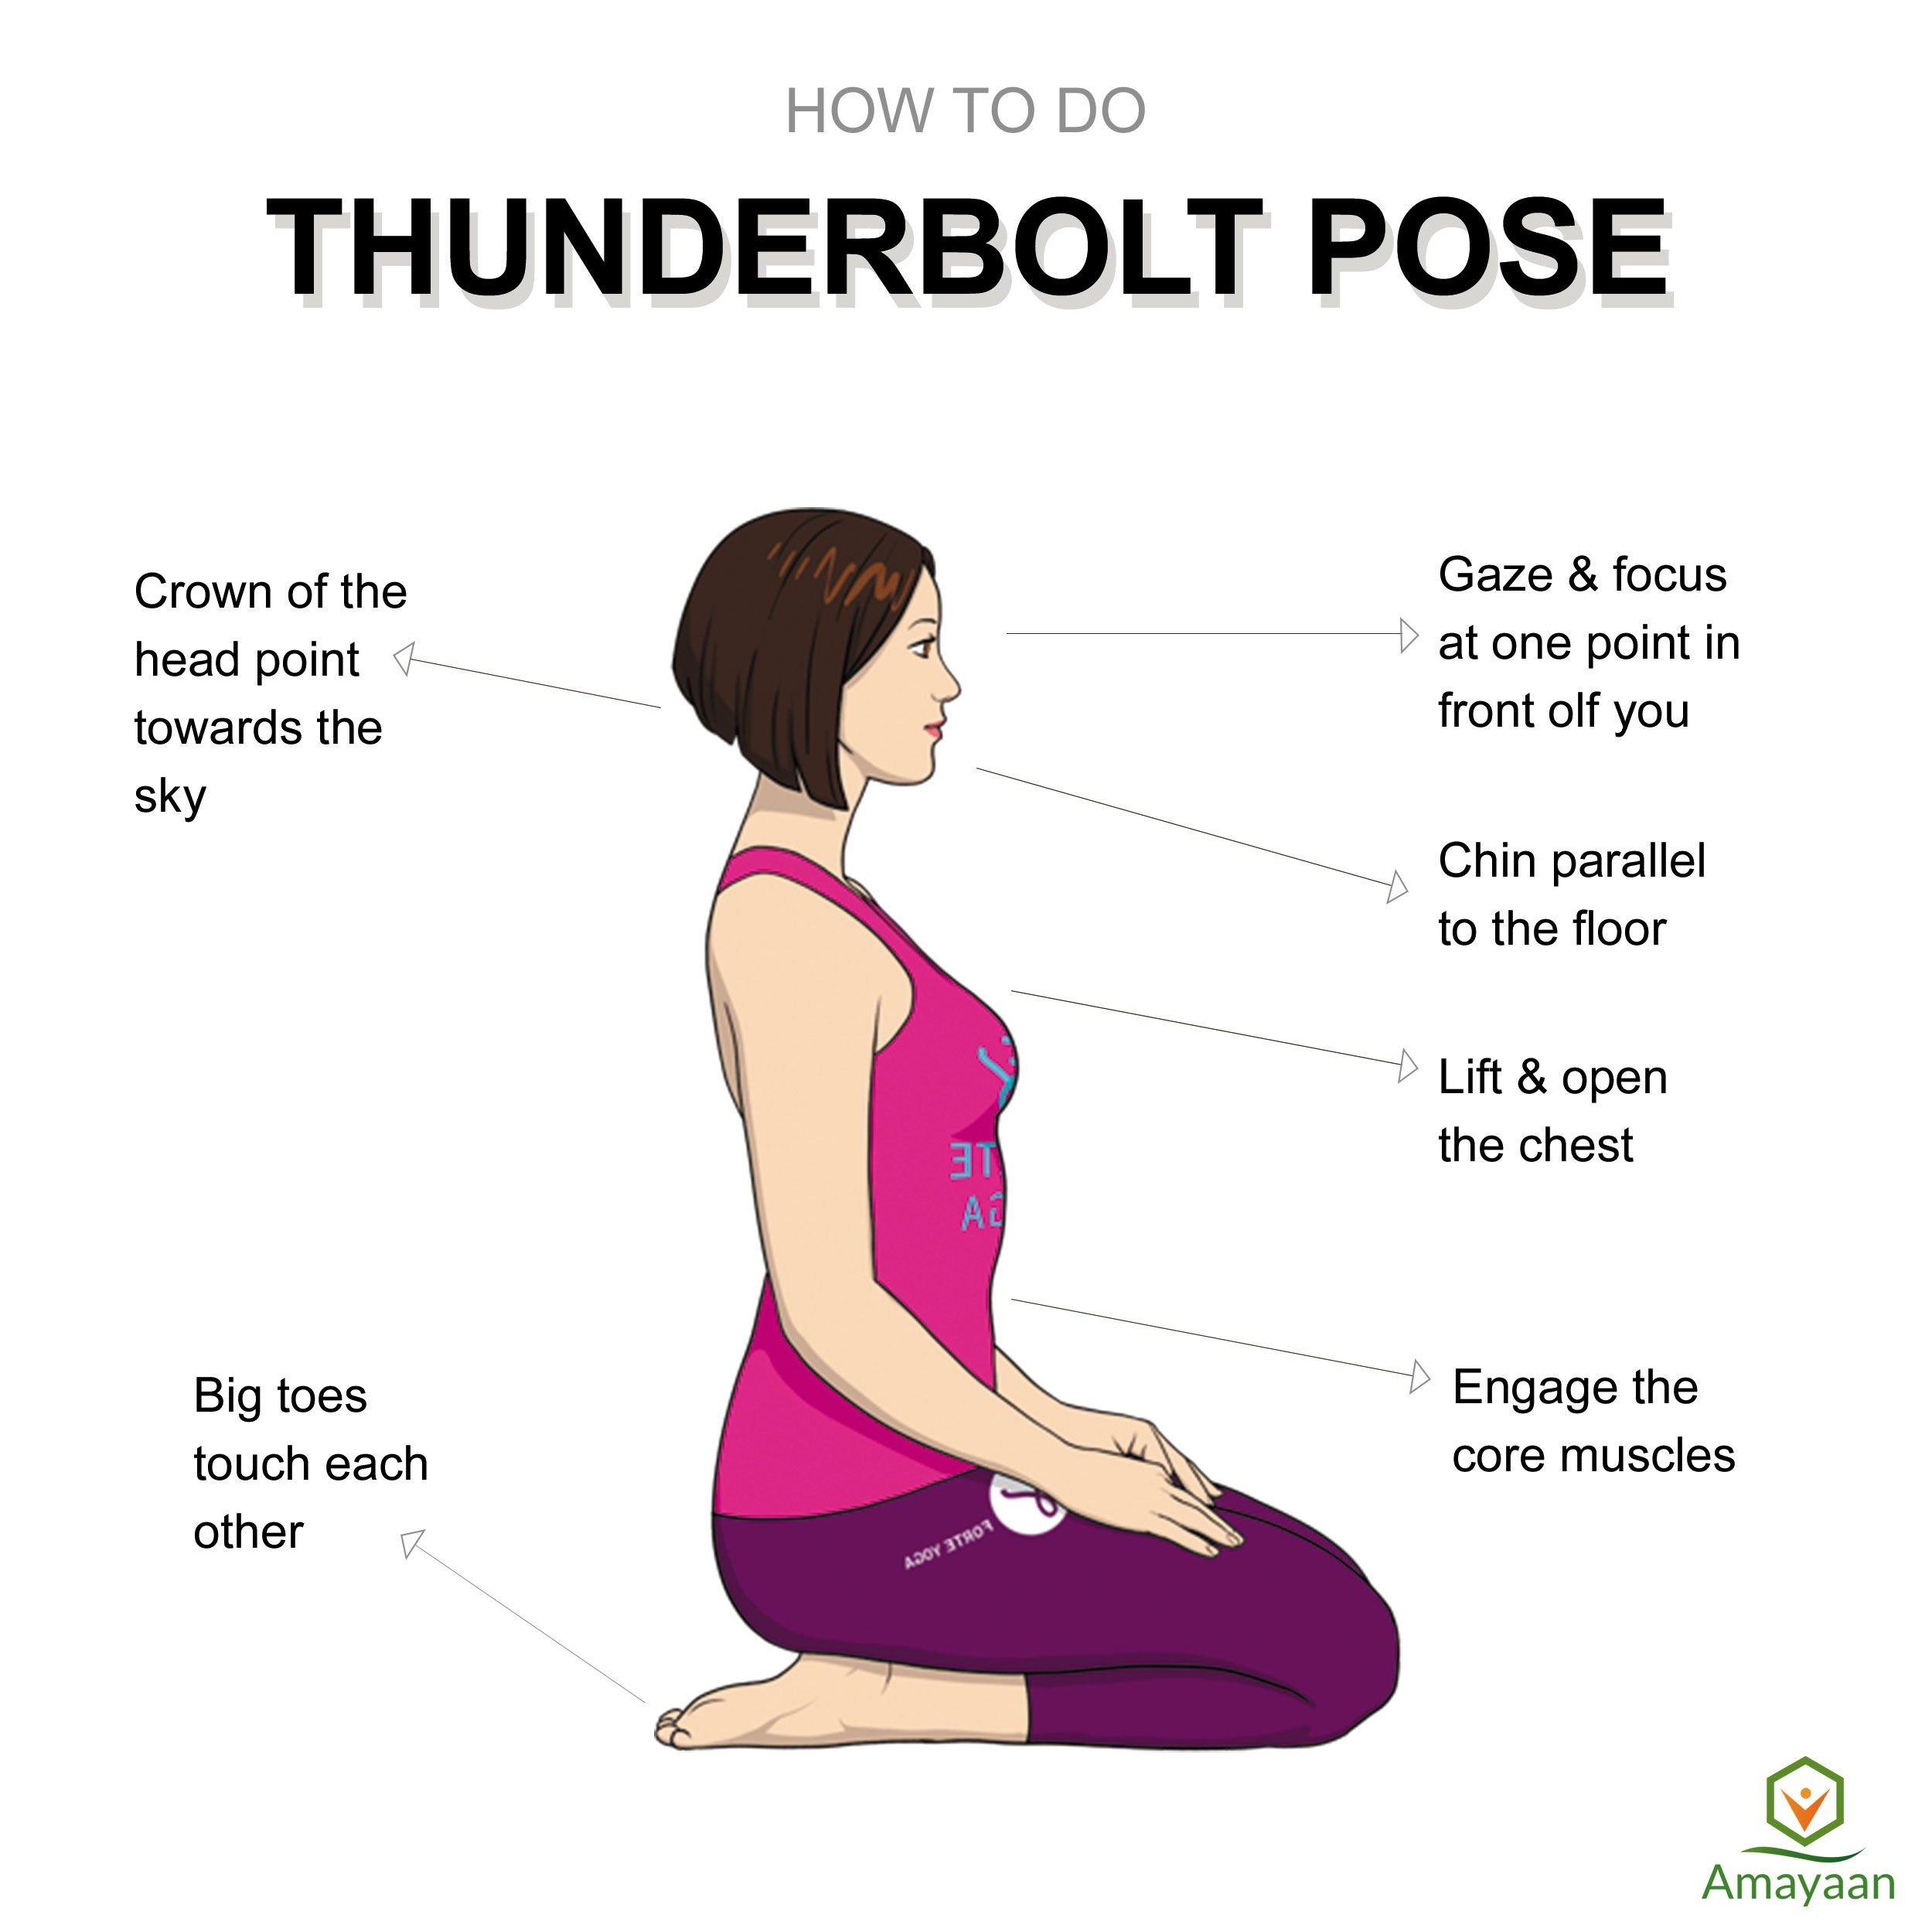 HOW TO DO
THUNDERBOLT POSE
Crown of the
head point
towards the
sky
Gaze & focus
at one point in
front olf you
Chin parallel
to the floor
Lift & open
the chest
TE
GA
Engage the
core muscles
Big toes
touch each
other
FORTE YOGA
Amayaan